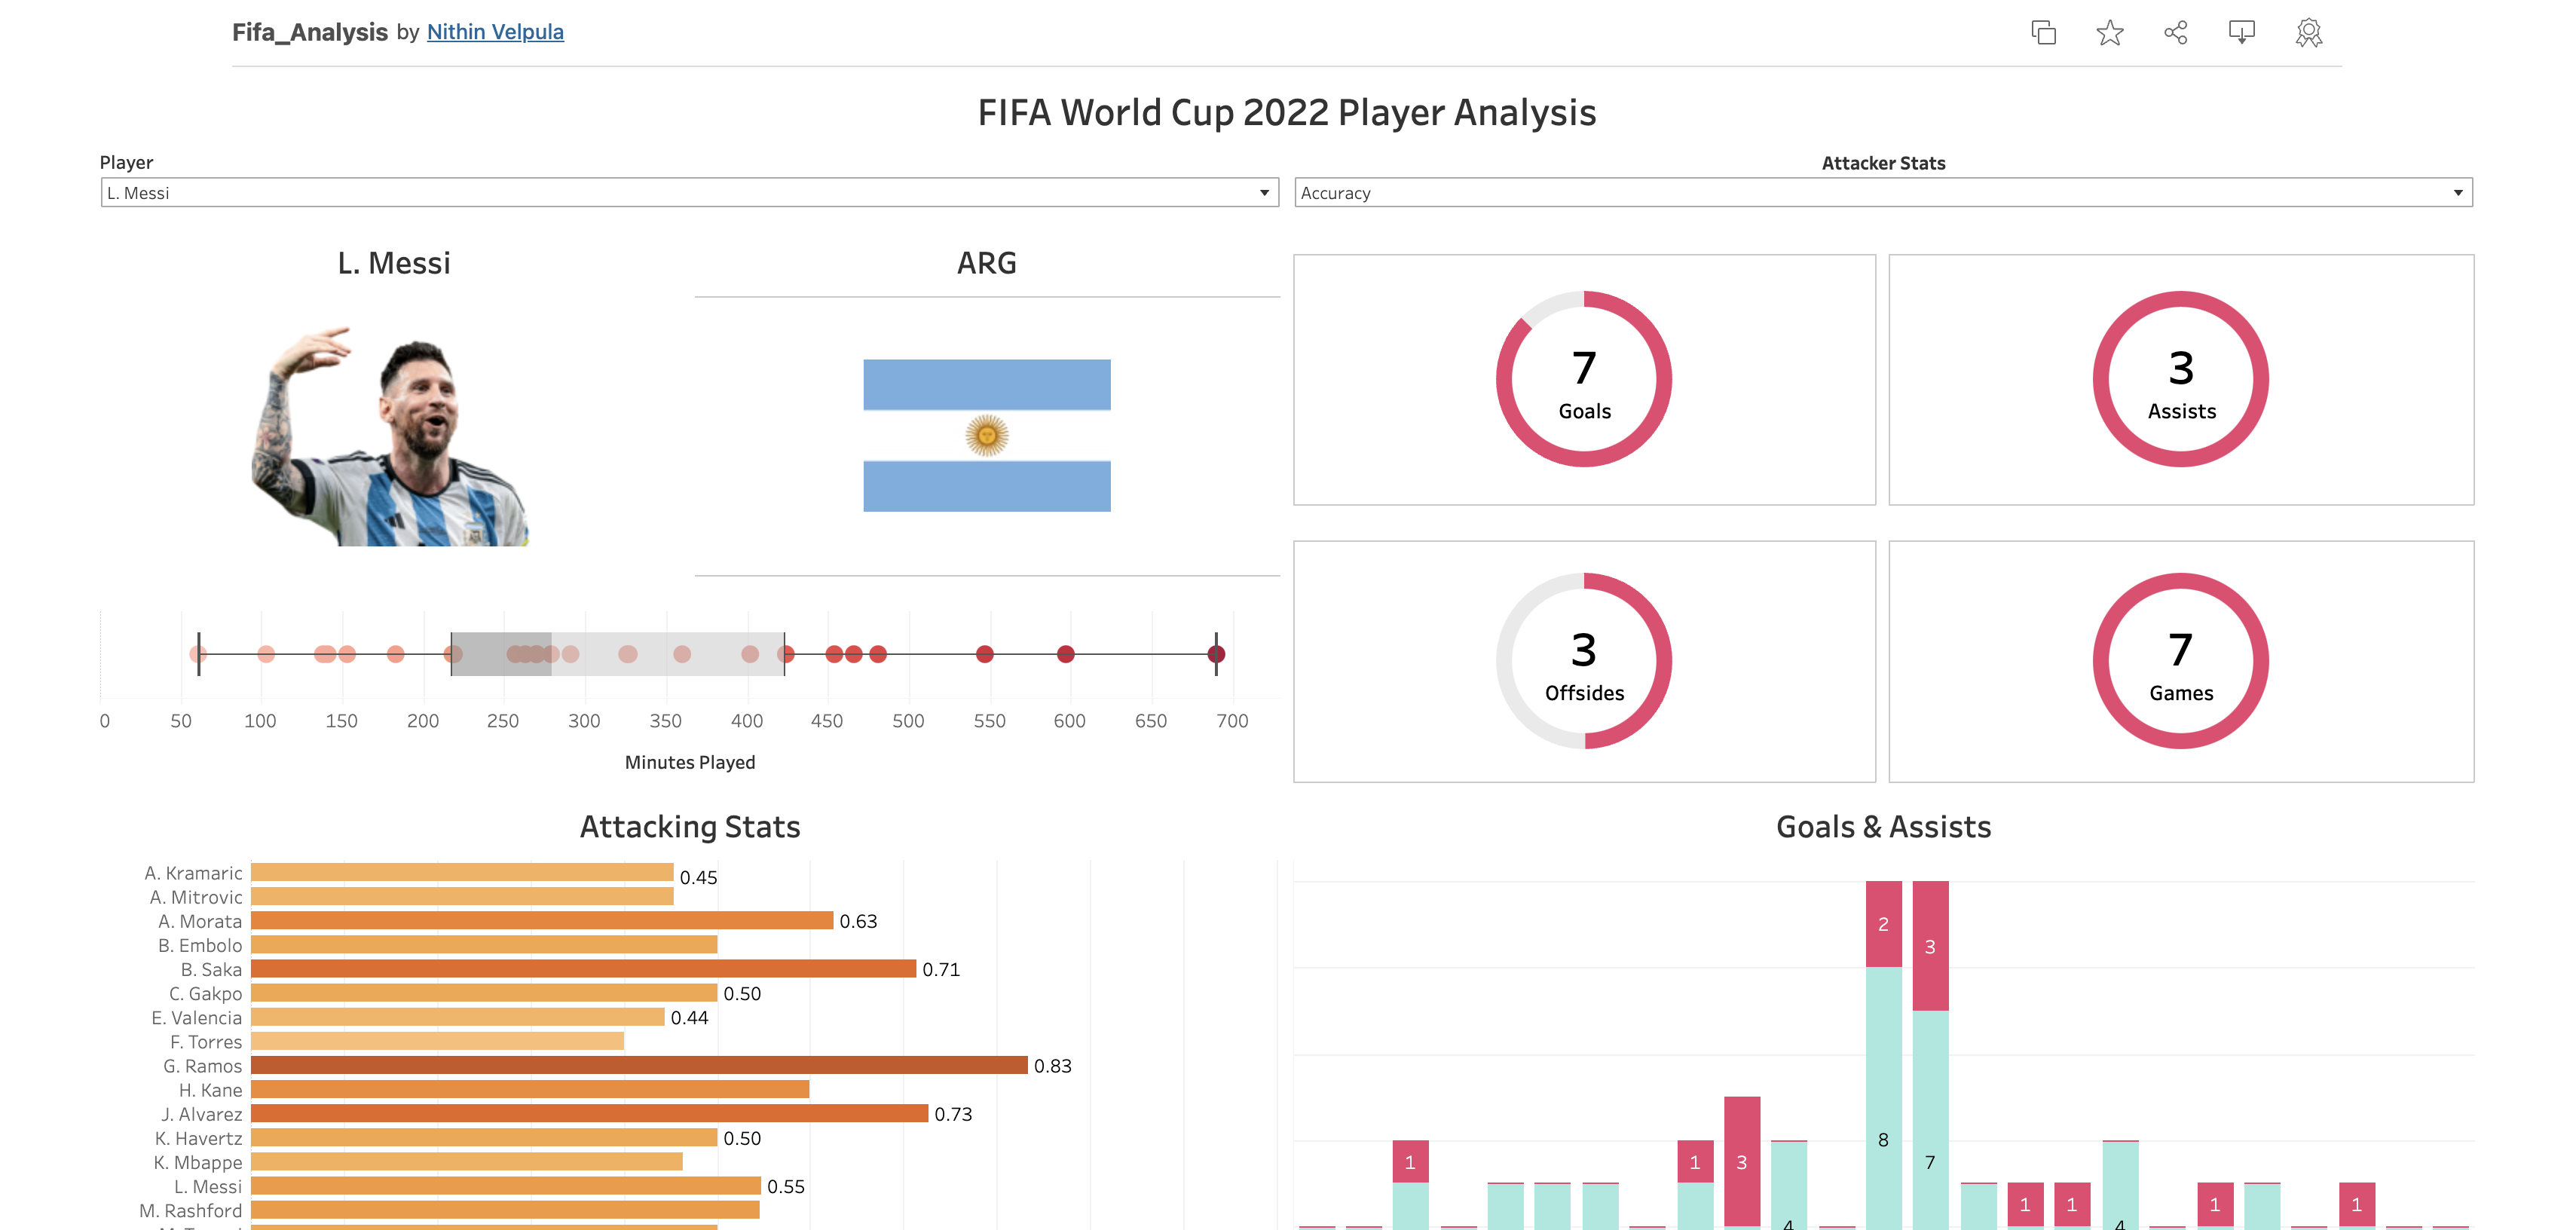 Fifa_Analysis by Nithin Velpula
FIFA World Cup 2022 Player Analysis
Player
L. Messi
Attacker Stats
Accuracy
L. Messi
ARG
7
Goals
3
Assists
3
Offsides
7
Games
0 50 100 150 200 250 300 350 400 450 500 550 600 650 700
Minutes Played
Attacking Stats
A. Kramaric 0.45
A. Mitrovic
A. Morata 0.63
B. Embolo
B. Saka 0.71
C. Gakpo 0.50
E. Valencia 0.44
F. Torres
G. Ramos 0.83
H. Kane
J. Alvarez 0.73
K. Havertz 0.50
K. Mbappe
L. Messi 0.55
M. Rashford
Goals & Assists
2
3
8
1 1 3 7
1 1 1 1
4 4